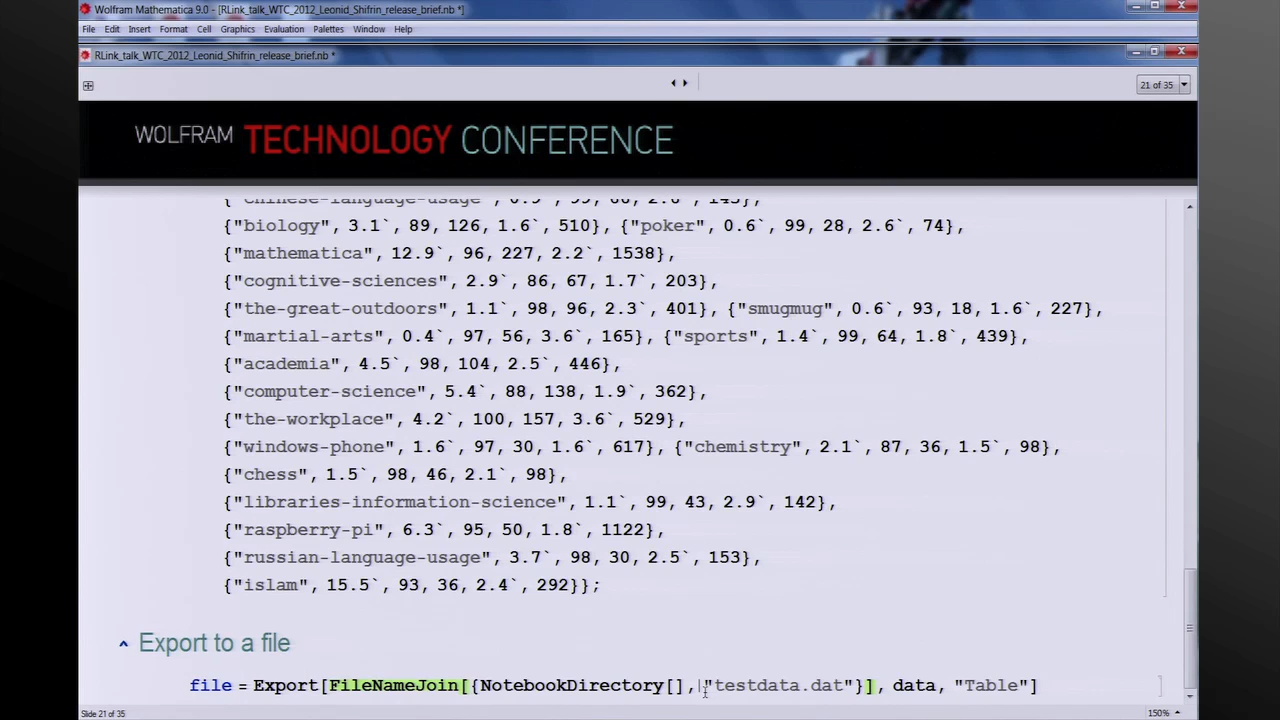 Wolfram Mathematica 9.0 - [RLink_talk_WTC_2012_Leonid_Shifrin_release_brief.nb *]
File Edit Insert Format Cell Graphics Evaluation Palettes Window Help
RLink_talk_WTC_2012_Leonid_Shifrin_release_brief.nb *
21 of 35
WOLFRAM TECHNOLOGY CONFERENCE
{"chinese-language-usage", 0.9`, 99, 66, 2.6`, 143},
{"biology", 3.1`, 89, 126, 1.6`, 510}, {"poker", 0.6`, 99, 28, 2.6`, 74},
{"mathematica", 12.9`, 96, 227, 2.2`, 1538},
{"cognitive-sciences", 2.9`, 86, 67, 1.7`, 203},
{"the-great-outdoors", 1.1`, 98, 96, 2.3`, 401}, {"smugmug", 0.6`, 93, 18, 1.6`, 227},
{"martial-arts", 0.4`, 97, 56, 3.6`, 165}, {"sports", 1.4`, 99, 64, 1.8`, 439},
{"academia", 4.5`, 98, 104, 2.5`, 446},
{"computer-science", 5.4`, 88, 138, 1.9`, 362},
{"the-workplace", 4.2`, 100, 157, 3.6`, 529},
{"windows-phone", 1.6`, 97, 30, 1.6`, 617}, {"chemistry", 2.1`, 87, 36, 1.5`, 98},
{"chess", 1.5`, 98, 46, 2.1`, 98},
{"libraries-information-science", 1.1`, 99, 43, 2.9`, 142},
{"raspberry-pi", 6.3`, 95, 50, 1.8`, 1122},
{"russian-language-usage", 3.7`, 98, 30, 2.5`, 153},
{"islam", 15.5`, 93, 36, 2.4`, 292}};
Export to a file
file = Export[FileNameJoin[{NotebookDirectory[], "testdata.dat"}], data, "Table"]
Slide 21 of 35
150%